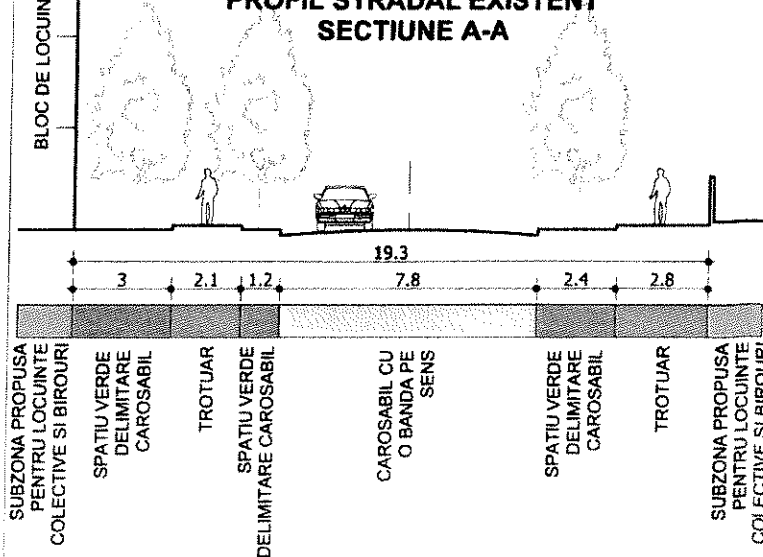 PROFIL STRADAL EXISTENT
SECTIUNE A-A
BLOC DE LOCUIN
19.3
3
2.1
1.2
7.8
2.4
2.8
SUBZONA PROPUSA
PENTRU LOCUINTE
COLECTIVE SI BIROURI
SPATIU VERDE
DELIMITARE
CAROSABIL
TROTUAR
SPATIU VERDE
DELIMITARE CAROSABIL
CAROSABIL CU
O BANDA PE
SENS
SPATIU VERDE
DELIMITARE
CAROSABIL
TROTUAR
SUBZONA PROPUSA
PENTRU LOCUINTE
COLECTIVE SI BIROURI